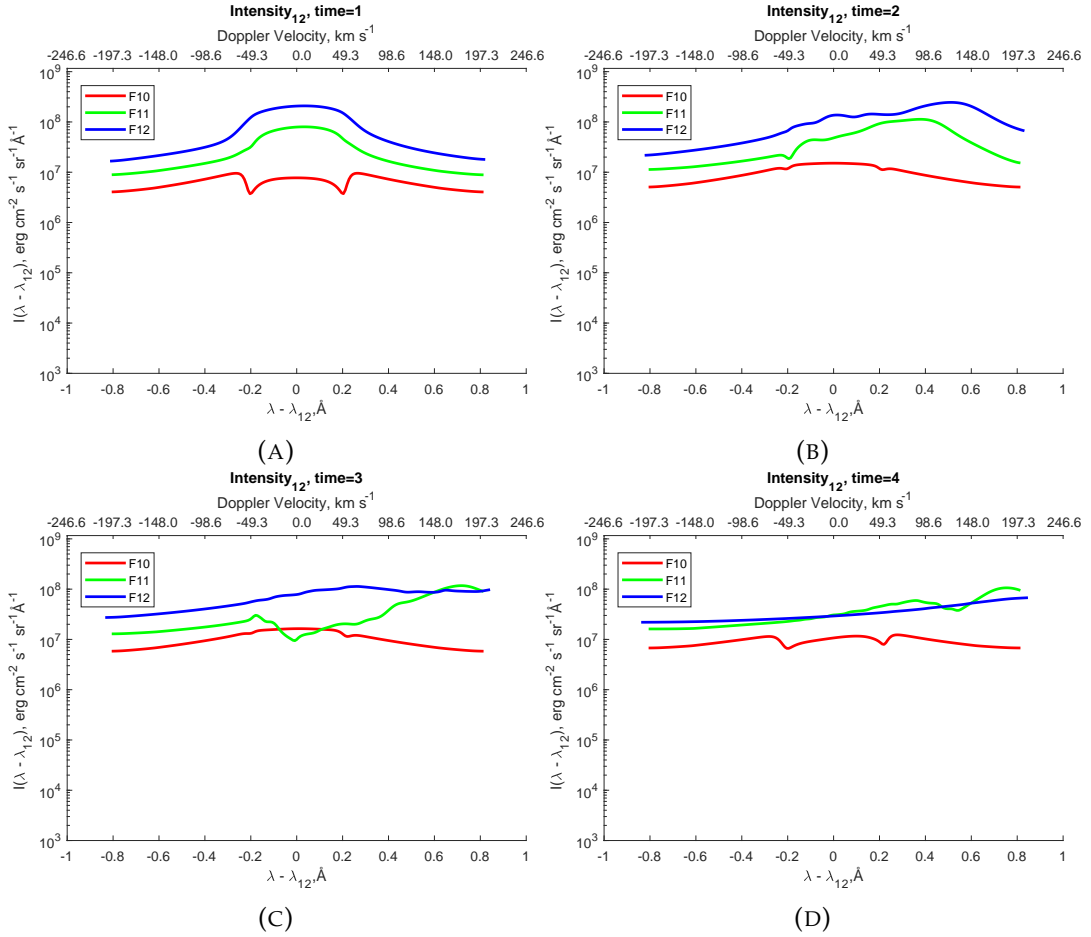 Intensity₁₂, time=1
Doppler Velocity, km s⁻¹
-246.6 -197.3 -148.0 -98.6 -49.3 0.0 49.3 98.6 148.0 197.3 246.6
10⁹
10⁸
10⁷
10⁶
10⁵
10⁴
10³
F10
F11
F12
I(λ - λ₁₂), erg cm⁻² s⁻¹ sr⁻¹Å⁻¹
-1 -0.8 -0.6 -0.4 -0.2 0 0.2 0.4 0.6 0.8 1
λ - λ₁₂,Å
(A)
Intensity₁₂, time=2
Doppler Velocity, km s⁻¹
-246.6 -197.3 -148.0 -98.6 -49.3 0.0 49.3 98.6 148.0 197.3 246.6
10⁹
10⁸
10⁷
10⁶
10⁵
10⁴
10³
F10
F11
F12
I(λ - λ₁₂), erg cm⁻² s⁻¹ sr⁻¹Å⁻¹
-1 -0.8 -0.6 -0.4 -0.2 0 0.2 0.4 0.6 0.8 1
λ - λ₁₂,Å
(B)
Intensity₁₂, time=3
Doppler Velocity, km s⁻¹
-246.6 -197.3 -148.0 -98.6 -49.3 0.0 49.3 98.6 148.0 197.3 246.6
10⁹
10⁸
10⁷
10⁶
10⁵
10⁴
10³
F10
F11
F12
I(λ - λ₁₂), erg cm⁻² s⁻¹ sr⁻¹Å⁻¹
-1 -0.8 -0.6 -0.4 -0.2 0 0.2 0.4 0.6 0.8 1
λ - λ₁₂,Å
(C)
Intensity₁₂, time=4
Doppler Velocity, km s⁻¹
-246.6 -197.3 -148.0 -98.6 -49.3 0.0 49.3 98.6 148.0 197.3 246.6
10⁹
10⁸
10⁷
10⁶
10⁵
10⁴
10³
F10
F11
F12
I(λ - λ₁₂), erg cm⁻² s⁻¹ sr⁻¹Å⁻¹
-1 -0.8 -0.6 -0.4 -0.2 0 0.2 0.4 0.6 0.8 1
λ - λ₁₂,Å
(D)